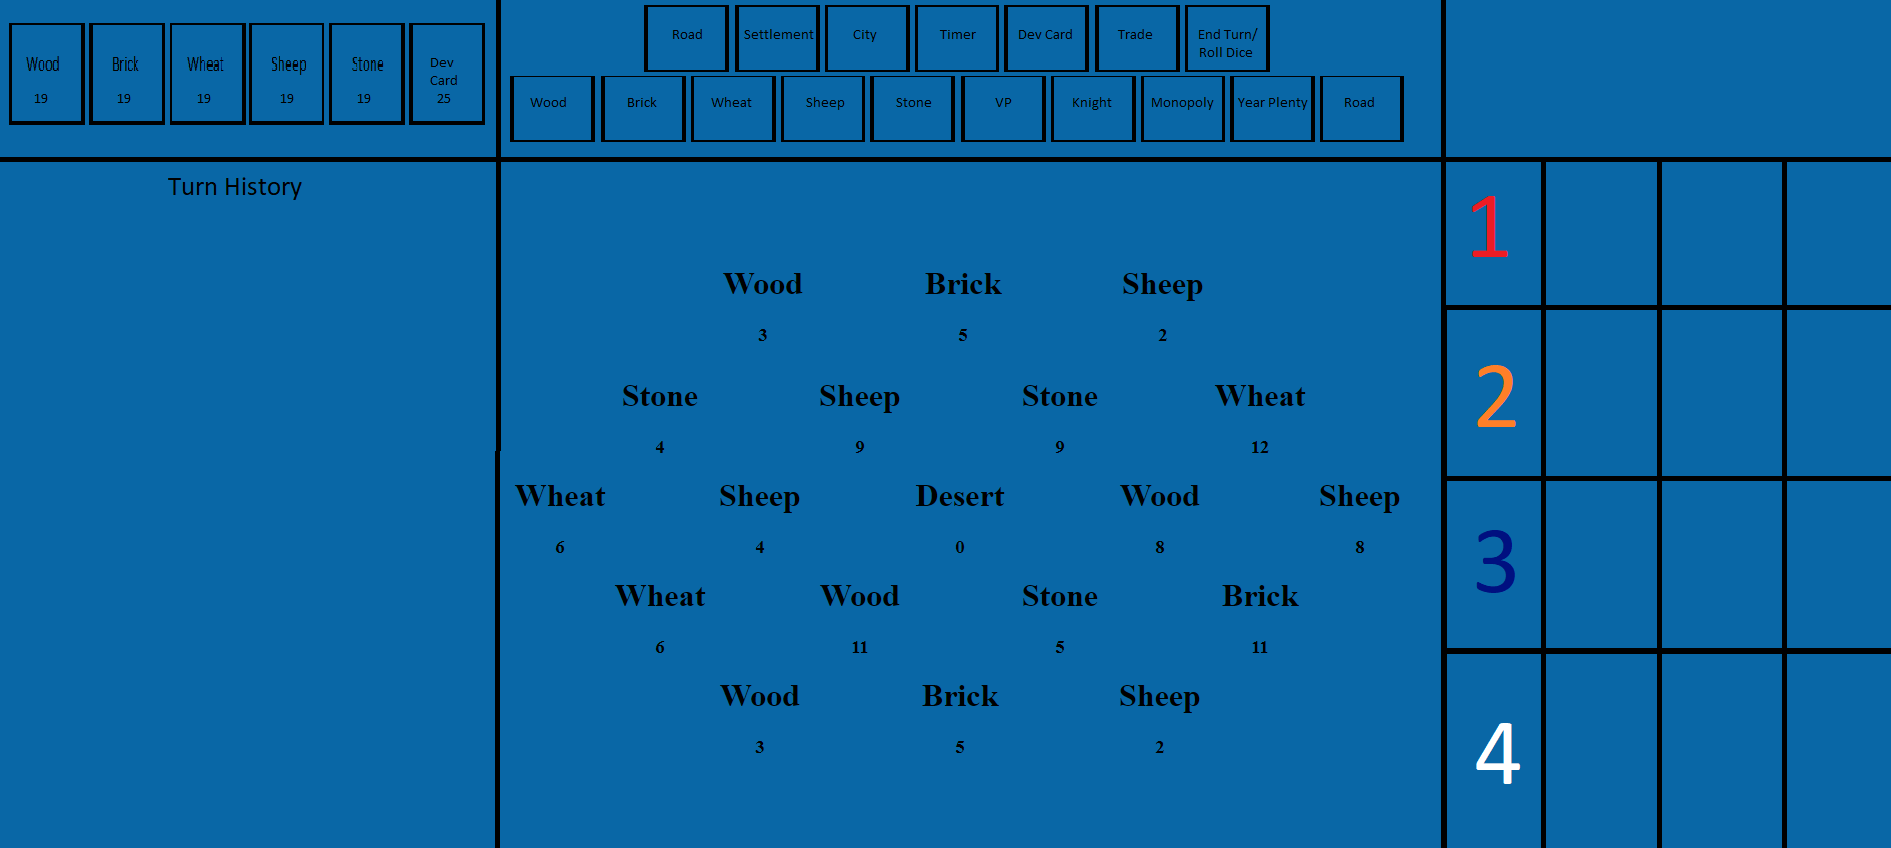 Wood Brick Wheat Sheep Stone Dev Card
19 19 19 19 19 25
Road Settlement City Timer Dev Card Trade End Turn/ Roll Dice
Wood Brick Wheat Sheep Stone VP Knight Monopoly Year Plenty Road
Turn History
Wood Brick Sheep
3 5 2
Stone Sheep Stone Wheat
4 9 9 12
Wheat Sheep Desert Wood Sheep
6 4 0 8 8
Wheat Wood Stone Brick
6 11 5 11
Wood Brick Sheep
3 5 2
1
2
3
4